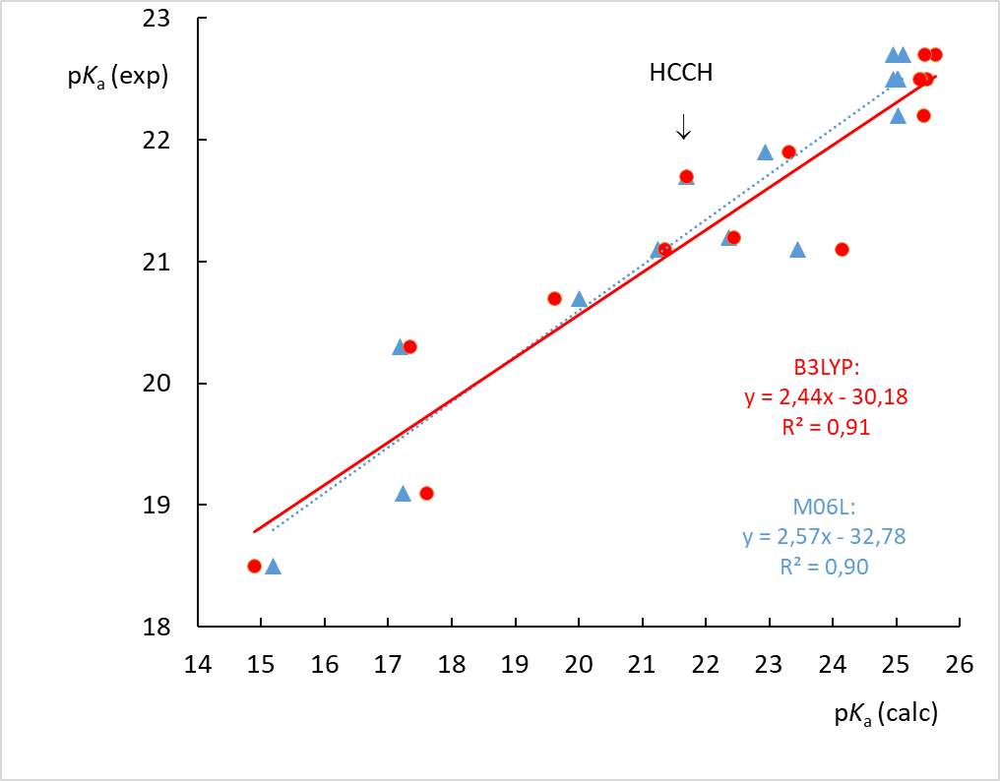 23
pKa (exp)
HCCH
↓
22
21
20
B3LYP:
y = 2,44x - 30,18
R² = 0,91
19
M06L:
y = 2,57x - 32,78
R² = 0,90
18
14 15 16 17 18 19 20 21 22 23 24 25 26
pKa (calc)